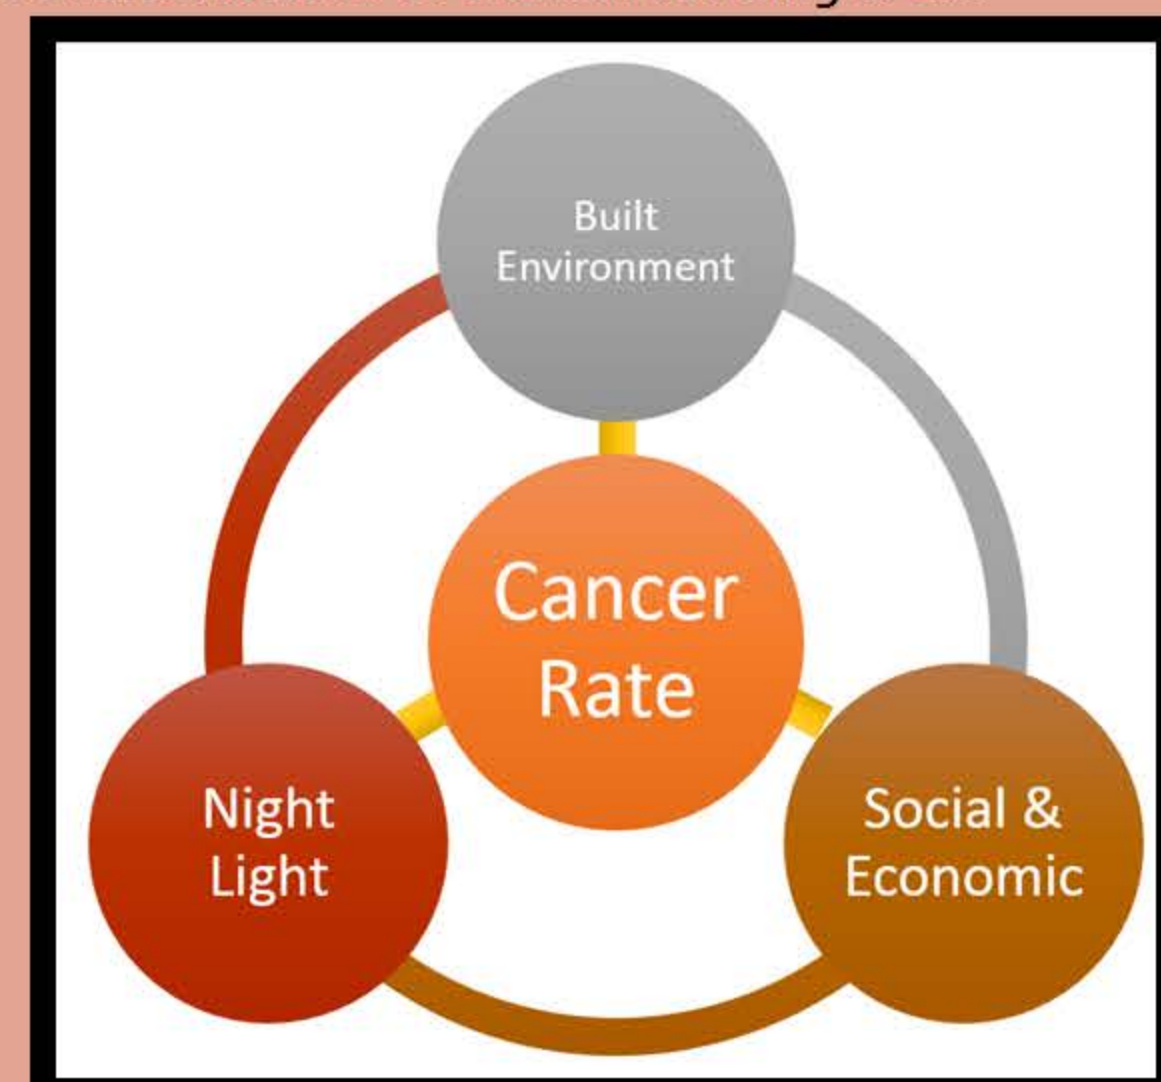 Built
Environment
Cancer
Rate
Night
Light
Social &
Economic